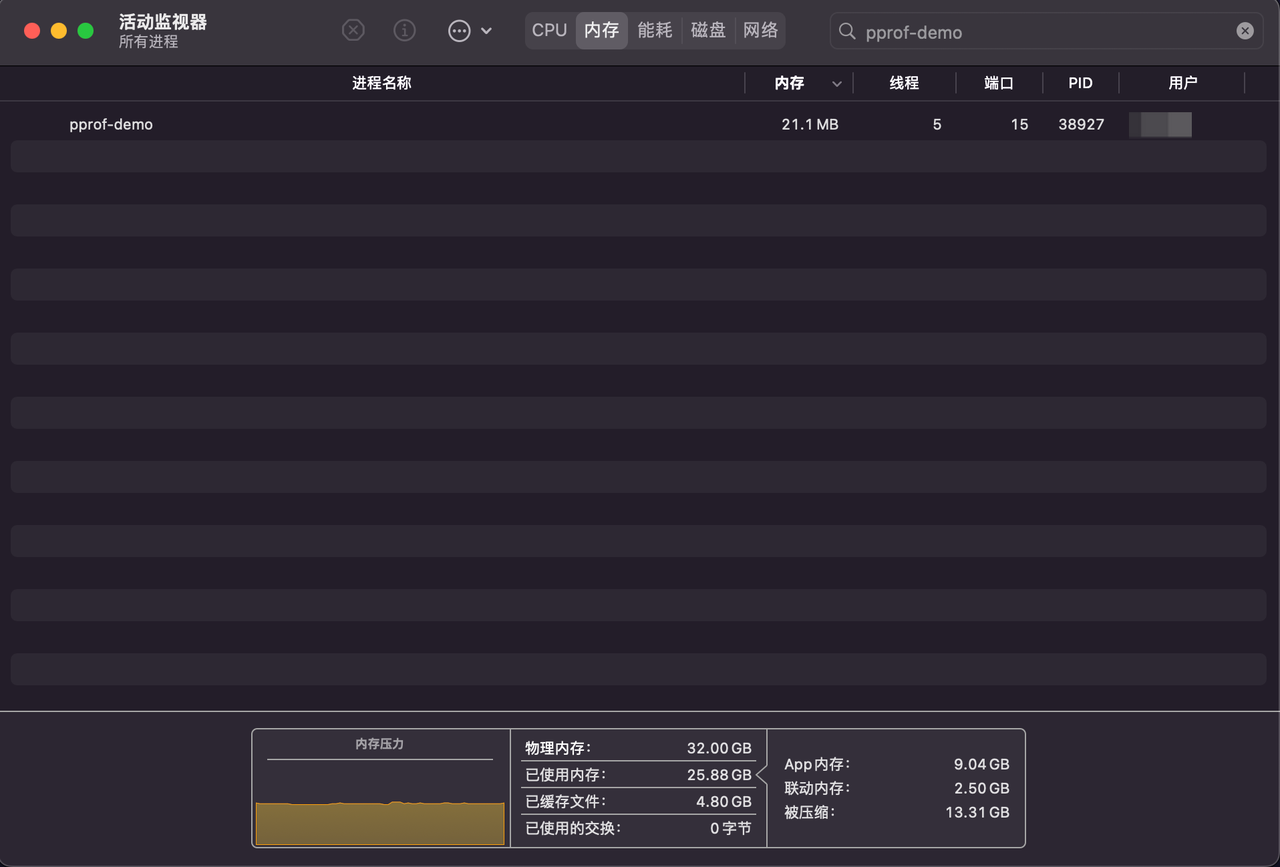 活动监视器
所有进程
CPU 内存 能耗 磁盘 网络
pprof-demo
进程名称 内存 线程 端口 PID 用户
pprof-demo 21.1 MB 5 15 38927
内存压力
物理内存: 32.00 GB
已使用内存: 25.88 GB
已缓存文件: 4.80 GB
已使用的交换: 0 字节
App内存: 9.04 GB
联动内存: 2.50 GB
被压缩: 13.31 GB